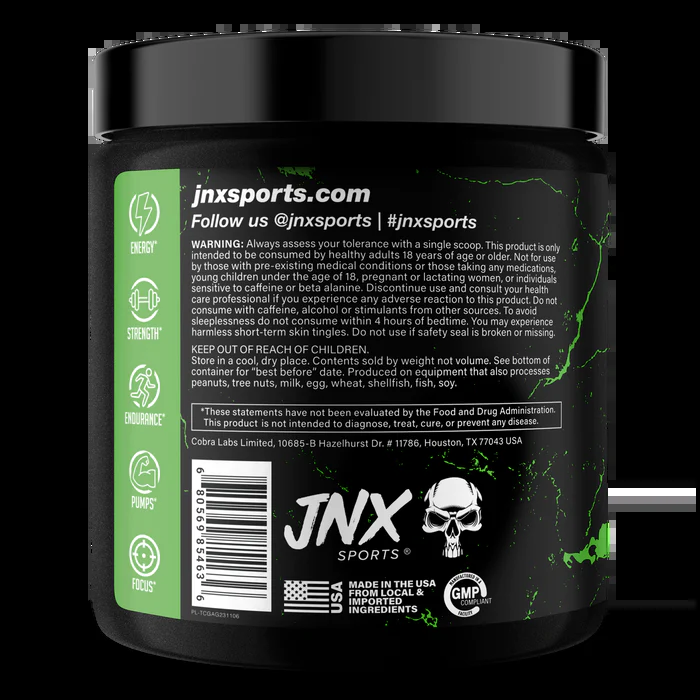 jnxsports.com
Follow us @jnxsports | #jnxsports
WARNING: Always assess your tolerance with a single scoop. This product is only
intended to be consumed by healthy adults 18 years of age or older. Not for use
by those with pre-existing medical conditions or those taking any medications,
young children under the age of 18, pregnant or lactating women, or individuals
sensitive to caffeine or beta alanine. Discontinue use and consult your health
care professional if you experience any adverse reaction to this product. Do not
consume with caffeine, alcohol or stimulants from other sources. To avoid
sleeplessness do not consume within 4 hours of bedtime. You may experience
harmless short-term skin tingles. Do not use if safety seal is broken or missing.
KEEP OUT OF REACH OF CHILDREN.
Store in a cool, dry place. Contents sold by weight not volume. See bottom of
container for “best before” date. Produced on equipment that also processes
peanuts, tree nuts, milk, egg, wheat, shellfish, fish, soy.
*These statements have not been evaluated by the Food and Drug Administration.
This product is not intended to diagnose, treat, cure, or prevent any disease.
Cobra Labs Limited, 10685-B Hazelhurst Dr. # 11786, Houston, TX 77043 USA
ENERGY*
STRENGTH*
ENDURANCE*
PUMPS*
FOCUS*
6 80569 85463 6
PL-TCGAG231106
JNX
SPORTS®
USA
MADE IN THE USA
FROM LOCAL &
IMPORTED
INGREDIENTS
MANUFACTURED IN A
GMP
COMPLIANT
FACILITY